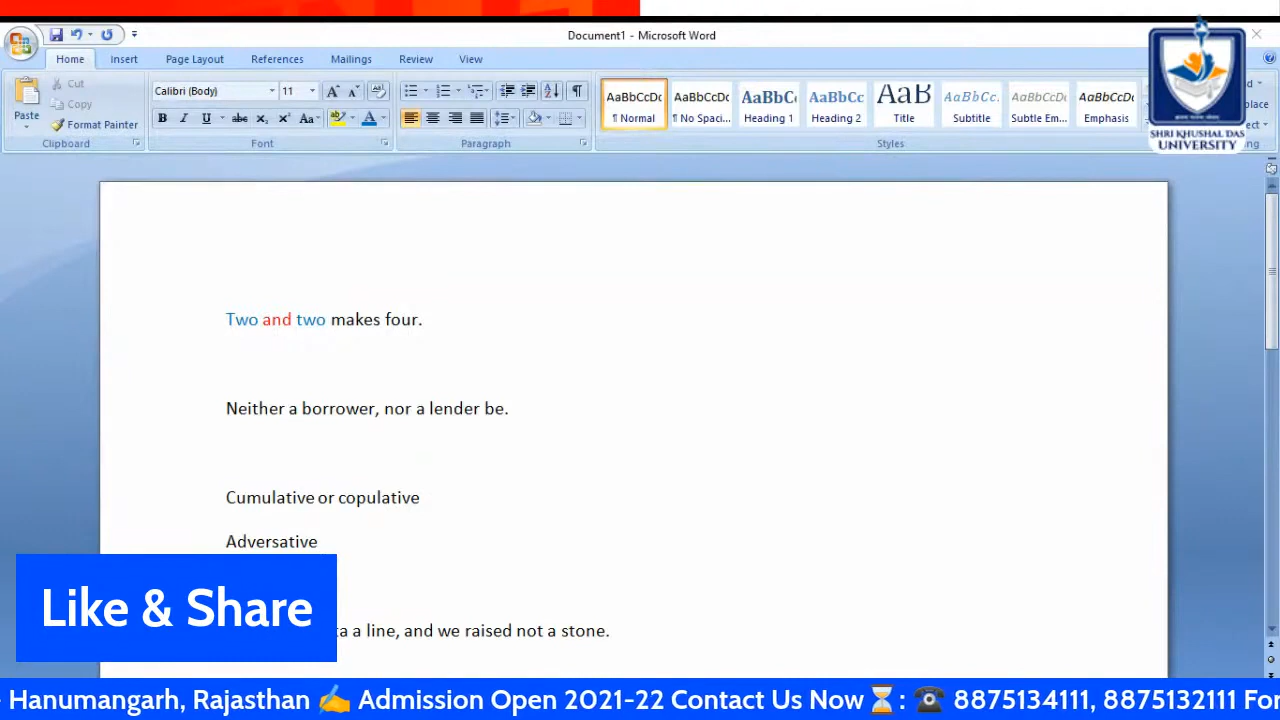 Document1 - Microsoft Word
Home Insert Page Layout References Mailings Review View
Paste
Cut
Copy
Format Painter
Clipboard
Calibri (Body) 11
B I U abc X₂ X² Aa
Font
Paragraph
AaBbCcDc AaBbCcDc AaBbC AaBbCc AaB AaBbCc. AaBbCcDc AaBbCcDc
¶ Normal ¶ No Spaci... Heading 1 Heading 2 Title Subtitle Subtle Em... Emphasis
Styles
SHRI KHUSHAL DAS
UNIVERSITY
Two and two makes four.
Neither a borrower, nor a lender be.
Cumulative or copulative
Adversative
a line, and we raised not a stone.
Like & Share
Hanumangarh, Rajasthan ✍️ Admission Open 2021-22 Contact Us Now⏳: ☎️ 8875134111, 8875132111 For